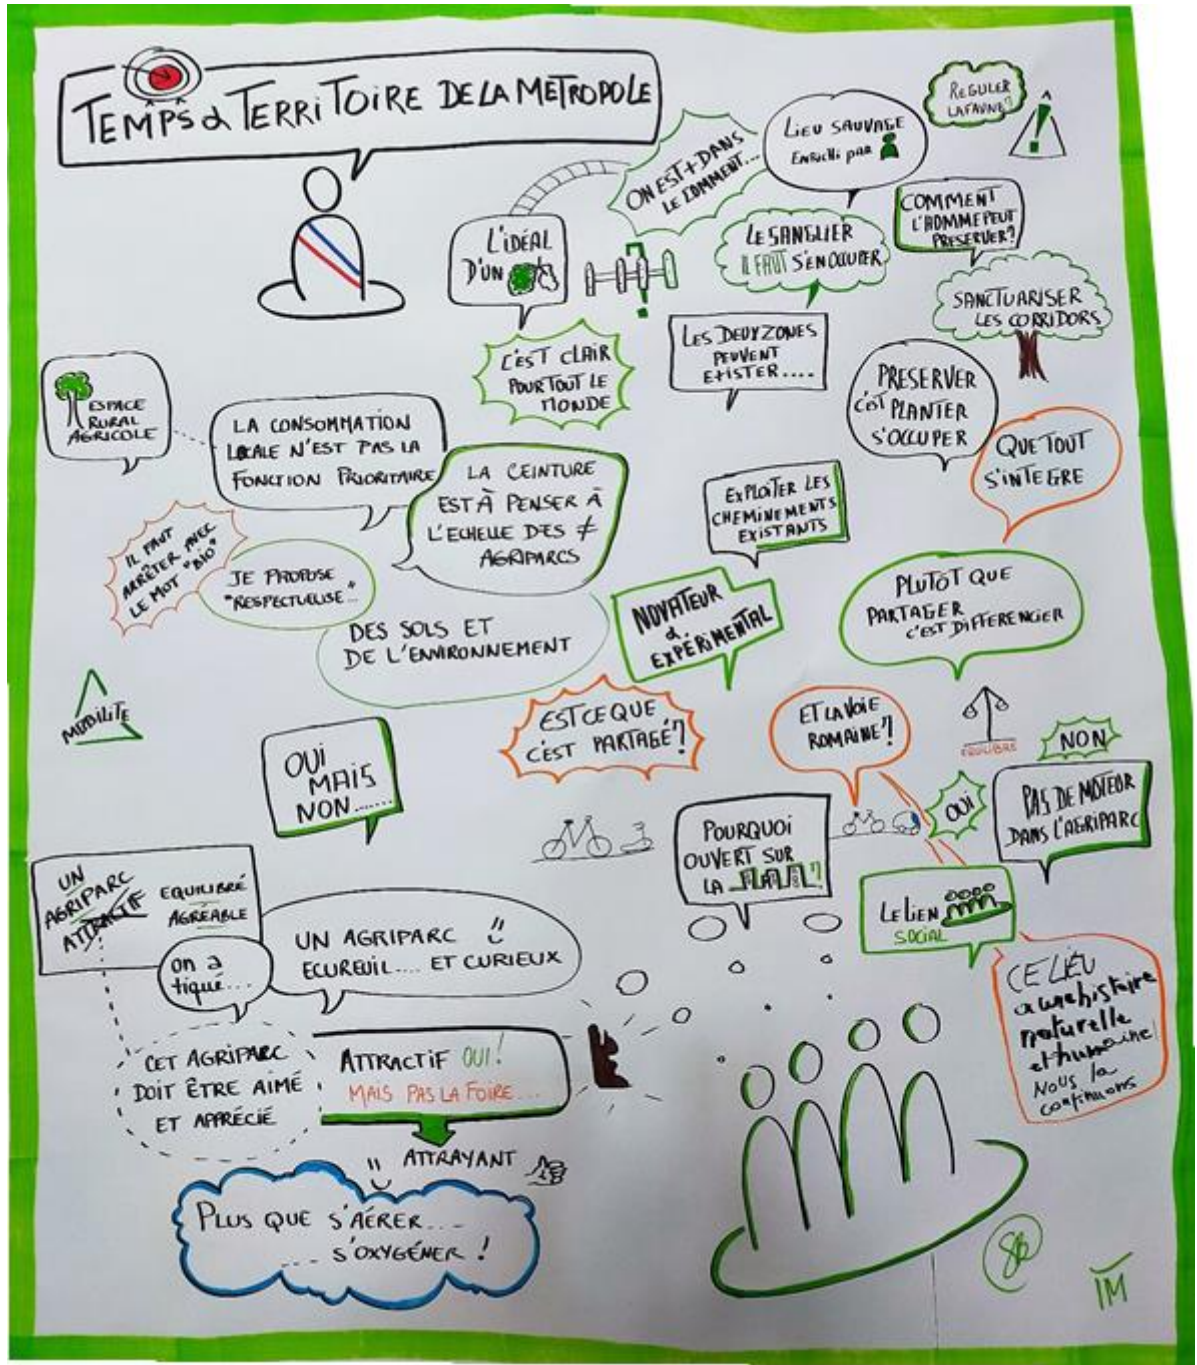 TEMPS & TERRITOIRE DE LA METROPOLE
REGULER
LA FAUNE?
!
LIEU SAUVAGE
ENRICHI PAR
ON EST + DANS
LE COMMENT...
COMMENT
L'HOMME PEUT
PRESERVER?
L'IDÉAL
D'UN
LE SANGLIER
IL FAUT S'EN OCCUPER
SANCTUARISER
LES CORRIDORS
C'EST CLAIR
POUR TOUT LE
MONDE
LES DEUX ZONES
PEUVENT
EXISTER....
PRESERVER
C'EST PLANTER
S'OCCUPER
QUE TOUT
S'INTEGRE
ESPACE
RURAL
AGRICOLE
LA CONSOMMATION
LOCALE N'EST PAS LA
FONCTION PRIORITAIRE
LA CEINTURE
EST À PENSER À
L'ECHELLE DES ≠
AGRIPARCS
EXPLOITER LES
CHEMINEMENTS
EXISTANTS
IL FAUT
ARRÊTER AVEC
LE MOT "BIO"
JE PROPOSE
"RESPECTUEUSE"...
DES SOLS ET
DE L'ENVIRONNEMENT
NOVATEUR
&
EXPÉRIMENTAL
PLUTÔT QUE
PARTAGER
C'EST DIFFERENCIER
MOBILITE
EST CE QUE
C'EST PARTAGÉ?
ET LA VOIE
ROMAINE?
EQUILIBRE
NON
OUI
MAIS
NON......
OUI
PAS DE MOTEUR
DANS L'AGRIPARC
POURQUOI
OUVERT SUR
LA
?
UN
AGRIPARC
ATTRACTIF
EQUILIBRÉ
AGREABLE
LE LIEN
SOCIAL
on a
tiqué...
UN AGRIPARC
ECUREUIL.... ET CURIEUX
CE LIEU
a une histoire
naturelle
et humaine!
Nous la
continuons
CET AGRIPARC
DOIT ÊTRE AIMÉ
ET APPRÉCIÉ
ATTRACTIF OUI!
MAIS PAS LA FOIRE...
ATTRAYANT
PLUS QUE S'AÉRER....
.... S'OXYGÉNER !
IM